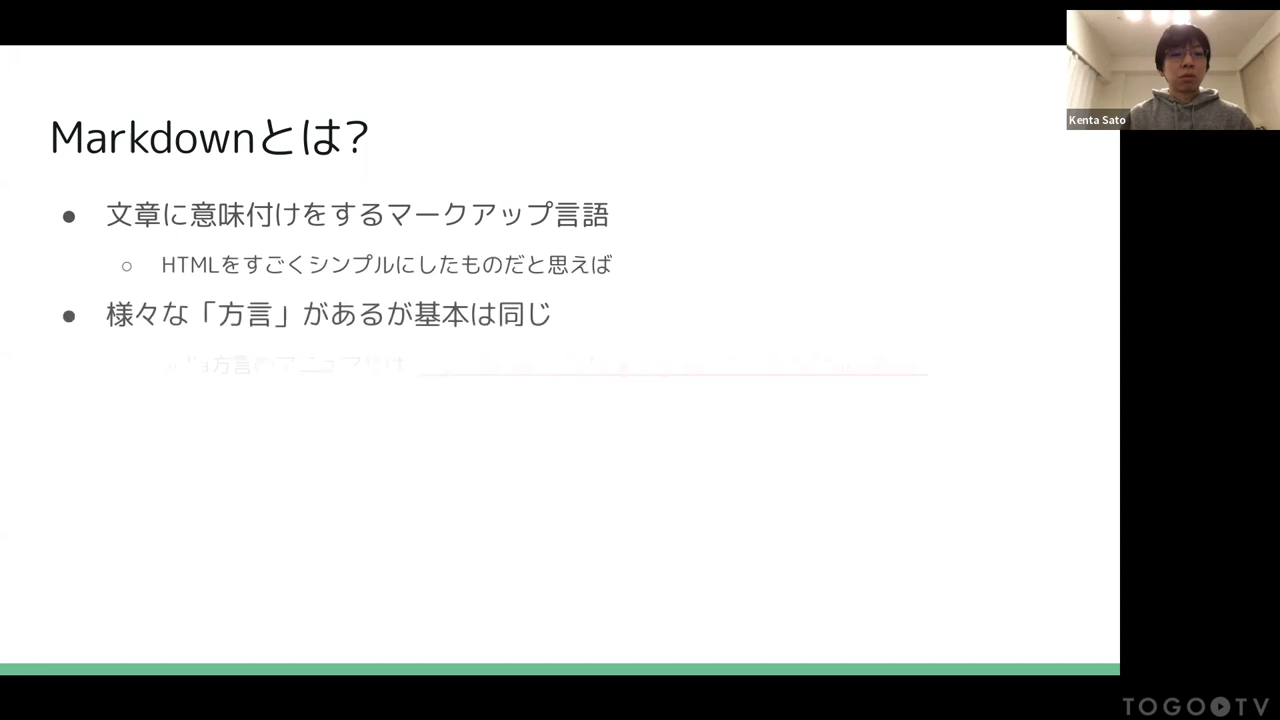 Markdownとは?
● 文章に意味付けをするマークアップ言語
○ HTMLをすごくシンプルにしたものだと思えば
● 様々な「方言」があるが基本は同じ
方言
Kenta Sato
TOGO TV